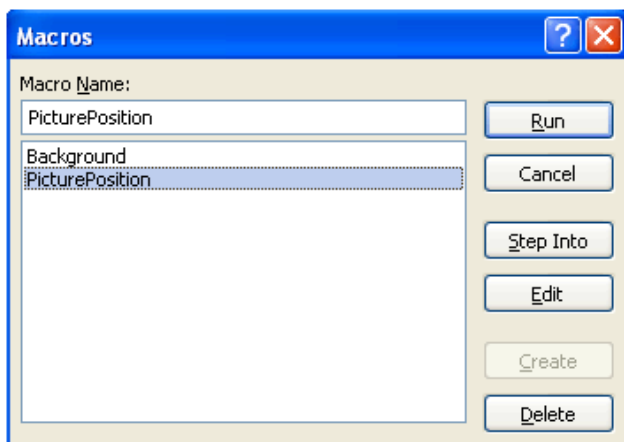 Macros
Macro Name:
PicturePosition
Background
PicturePosition
Run
Cancel
Step Into
Edit
Create
Delete